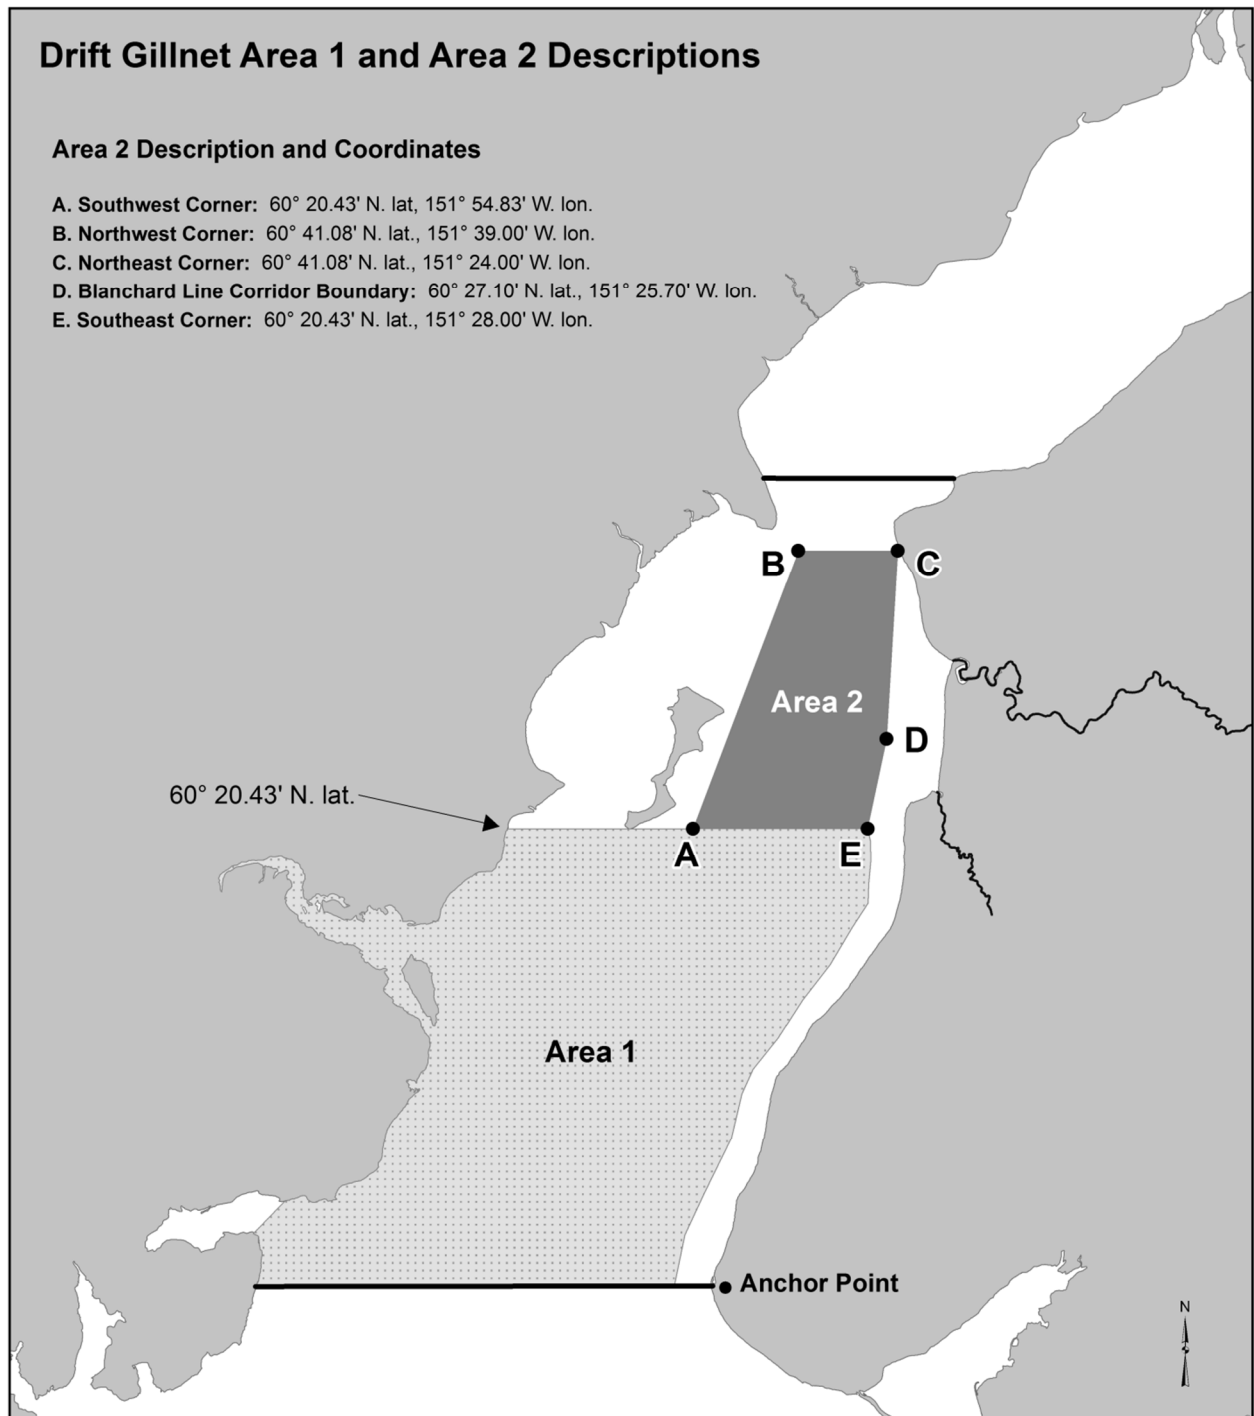 Drift Gillnet Area 1 and Area 2 Descriptions
Area 2 Description and Coordinates
A. Southwest Corner: 60° 20.43' N. lat, 151° 54.83' W. lon.
B. Northwest Corner: 60° 41.08' N. lat., 151° 39.00' W. lon.
C. Northeast Corner: 60° 41.08' N. lat., 151° 24.00' W. lon.
D. Blanchard Line Corridor Boundary: 60° 27.10' N. lat., 151° 25.70' W. lon.
E. Southeast Corner: 60° 20.43' N. lat., 151° 28.00' W. lon.
B
C
Area 2
D
60° 20.43' N. lat.
A
E
Area 1
Anchor Point
N